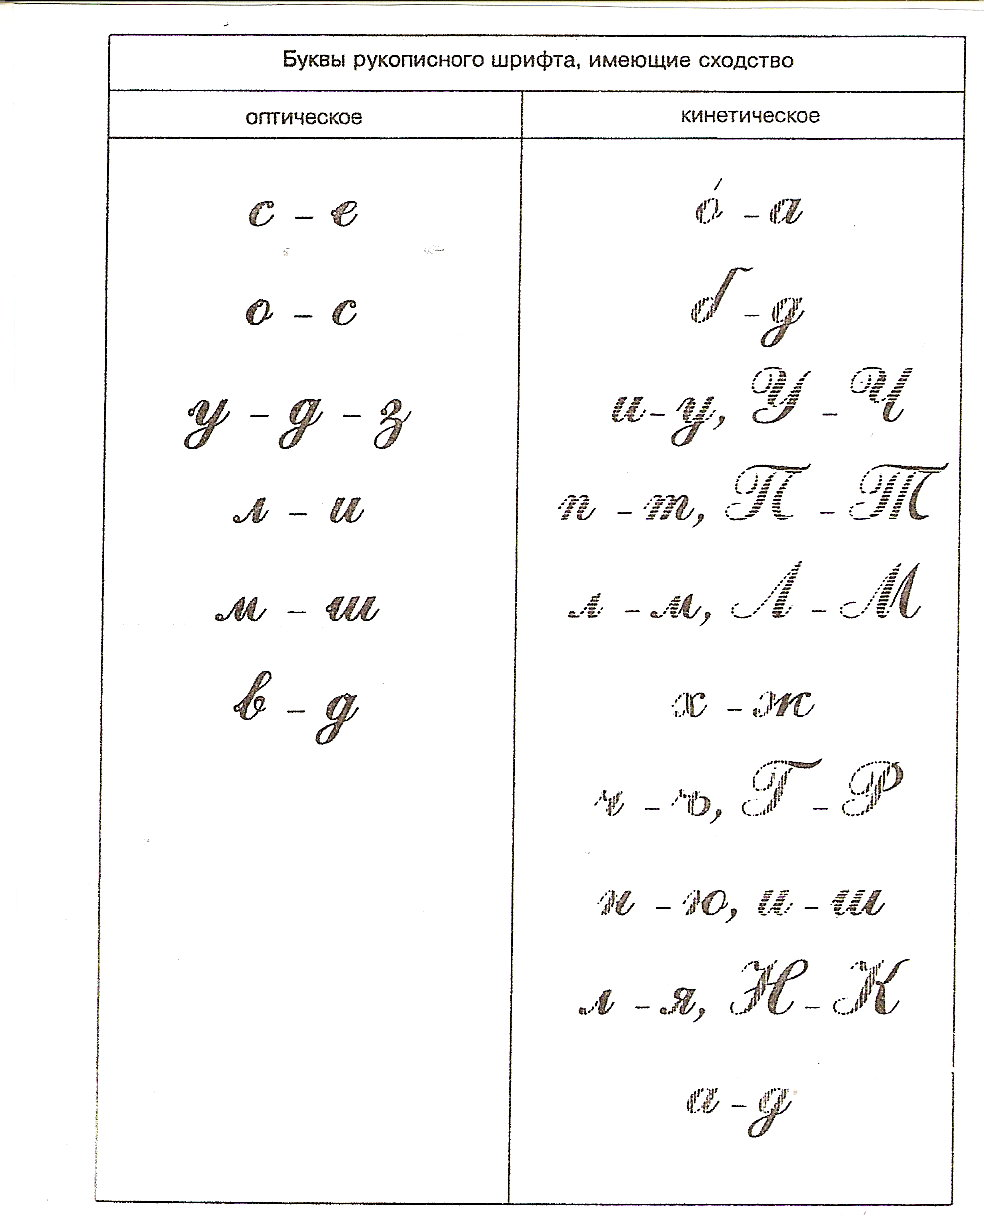 Буквы рукописного шрифта, имеющие сходство
оптическое
кинетическое
с – е
о – с
у – д – з
л – и
м – ш
в – д
о́ – а
б – д
и – у, У – Ч
п – т, П – Т
л – м, Л – М
х – ж
ч – ъ, Г – Р
н – ю, и – ш
л – я, Н – К
а – д